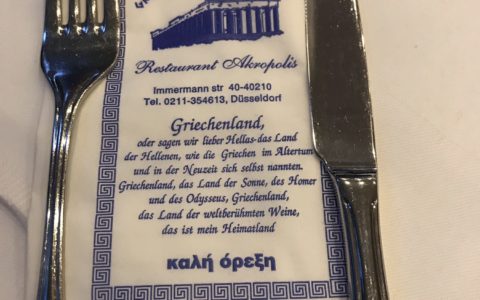 Restaurant Akropolis
Immermann str 40-40210
Tel. 0211-354613, Düsseldorf
Griechenland,
oder sagen wir lieber Hellas-das Land
der Hellenen, wie die Griechen im Altertum
und in der Neuzeit sich selbst nannten.
Griechenland, das Land der Sonne, des Homer
und des Odysseus, Griechenland,
das Land der weltberühmten Weine,
das ist mein Heimatland
καλή όρεξη